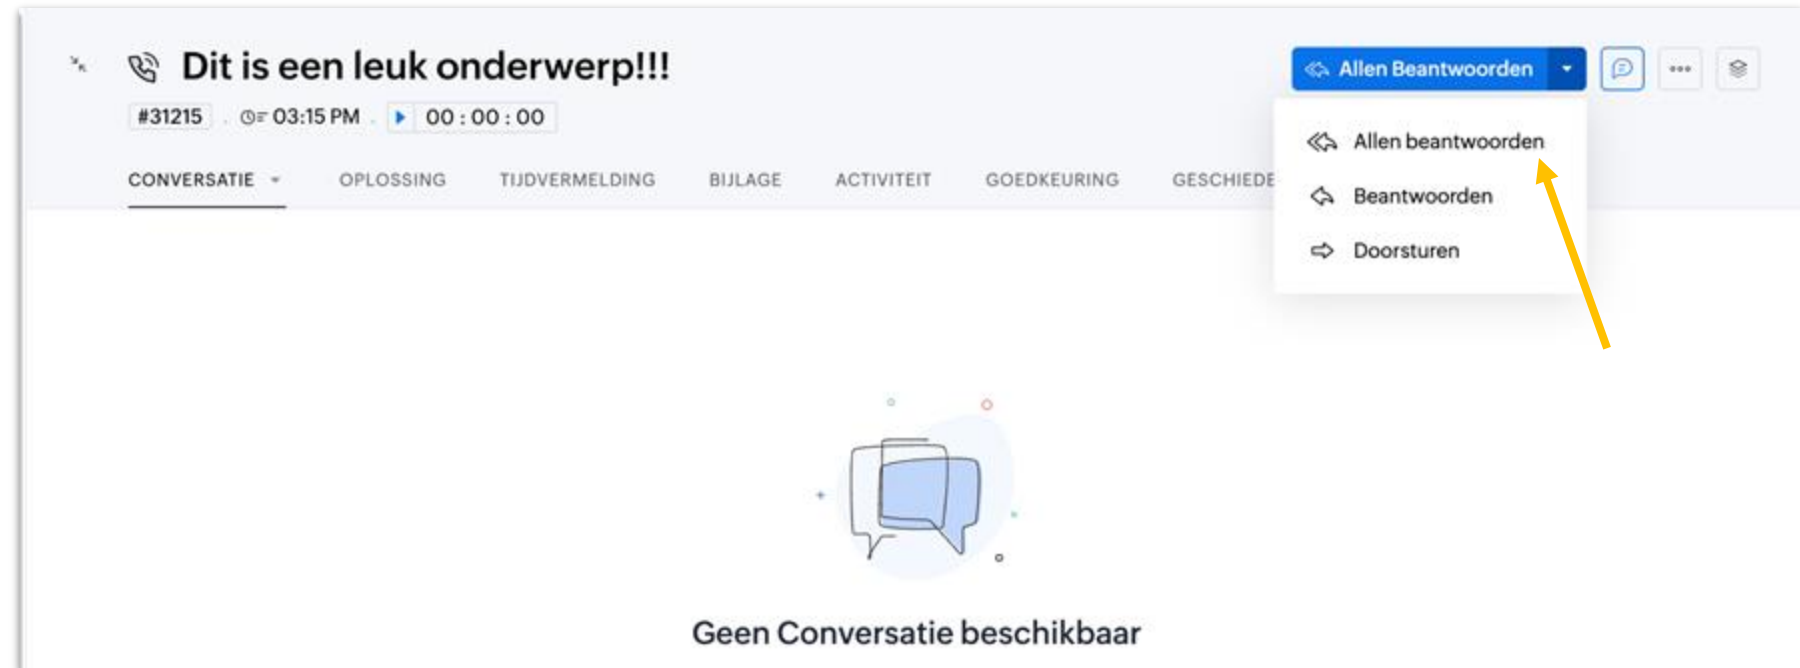 Dit is een leuk onderwerp!!!
Allen Beantwoorden
#31215 03:15 PM 00 : 00 : 00
Allen beantwoorden
CONVERSATIE OPLOSSING TIJDVERMELDING BIJLAGE ACTIVITEIT GOEDKEURING GESCHIEDE
Beantwoorden
Doorsturen
Geen Conversatie beschikbaar